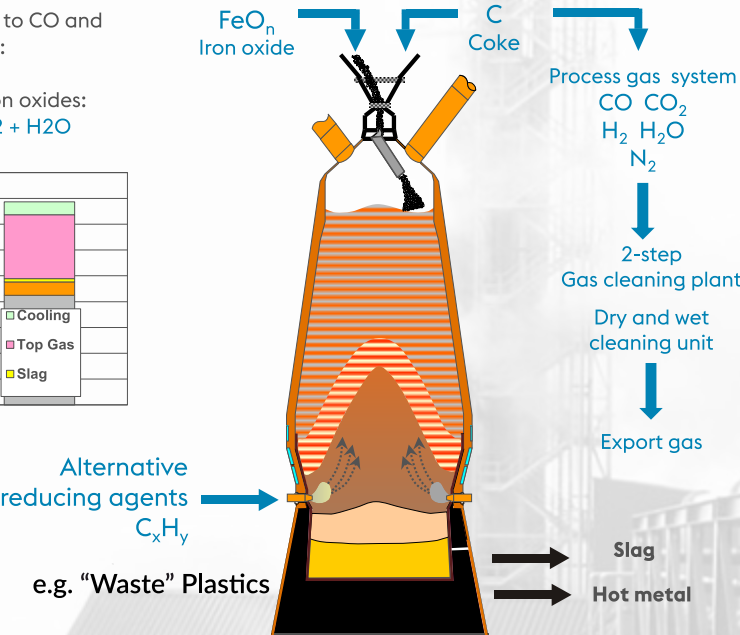 to CO and
:
n oxides:
2 + H2O
FeOn
Iron oxide
C
Coke
Process gas system
CO CO2
H2 H2O
N2
2-step
Gas cleaning plant
Dry and wet
cleaning unit
Export gas
Cooling
Top Gas
Slag
Alternative
reducing agents
CxHy
e.g. “Waste” Plastics
Slag
Hot metal